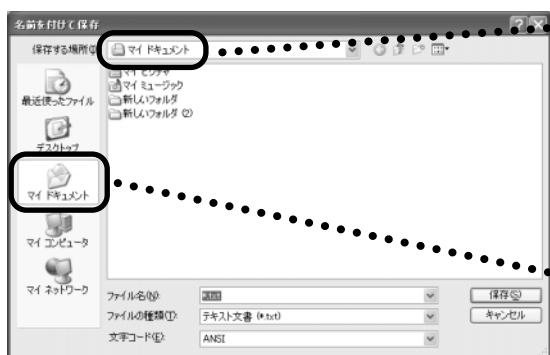 名前を付けて保存
保存する場所(I):
マイ ドキュメント
マイ ピクチャ
マイ ミュージック
新しいフォルダ
新しいフォルダ (2)
最近使ったファイル
デスクトップ
マイ ドキュメント
マイ コンピュータ
マイ ネットワーク
ファイル名(N):
保存(S)
ファイルの種類(T):
テキスト文書 (*.txt)
キャンセル
文字コード(E):
ANSI